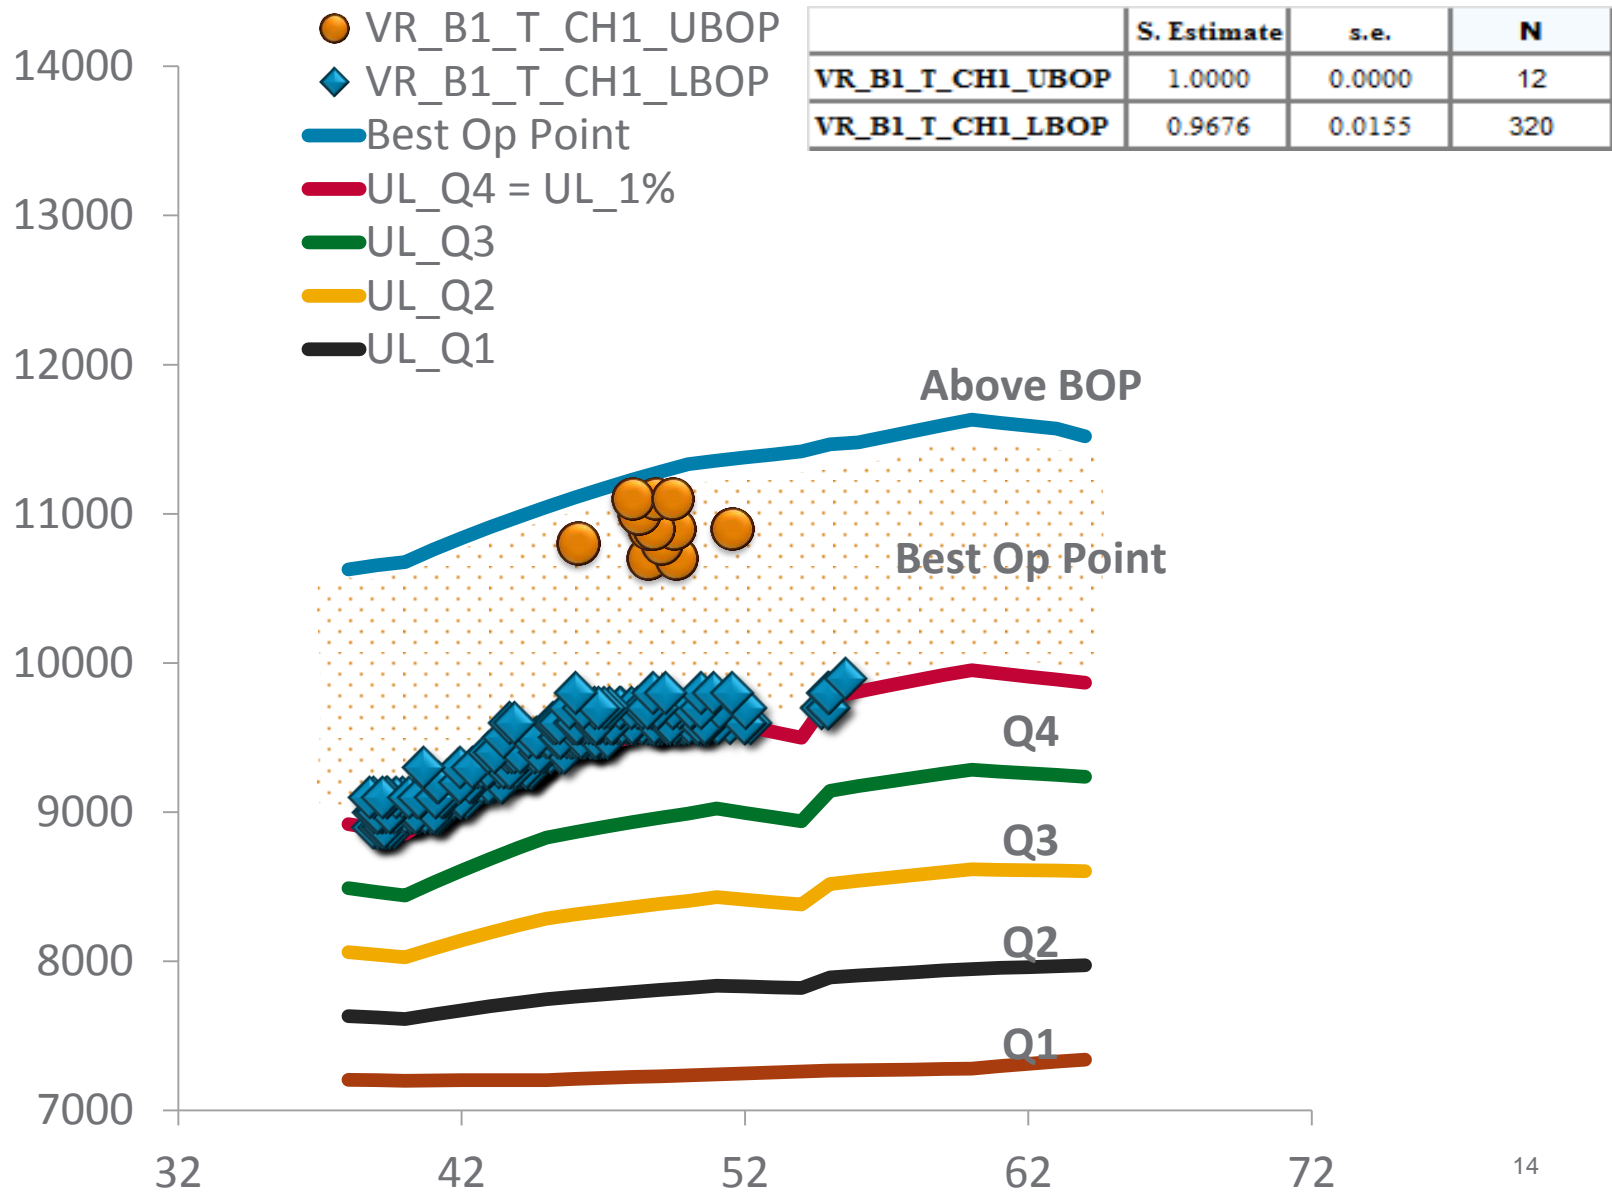 VR_B1_T_CH1_UBOP
VR_B1_T_CH1_LBOP
Best Op Point
UL_Q4 = UL_1%
UL_Q3
UL_Q2
UL_Q1
S. Estimate s.e. N
VR_B1_T_CH1_UBOP 1.0000 0.0000 12
VR_B1_T_CH1_LBOP 0.9676 0.0155 320
14000
13000
12000
11000
10000
9000
8000
7000
Above BOP
Best Op Point
Q4
Q3
Q2
Q1
32 42 52 62 72
14